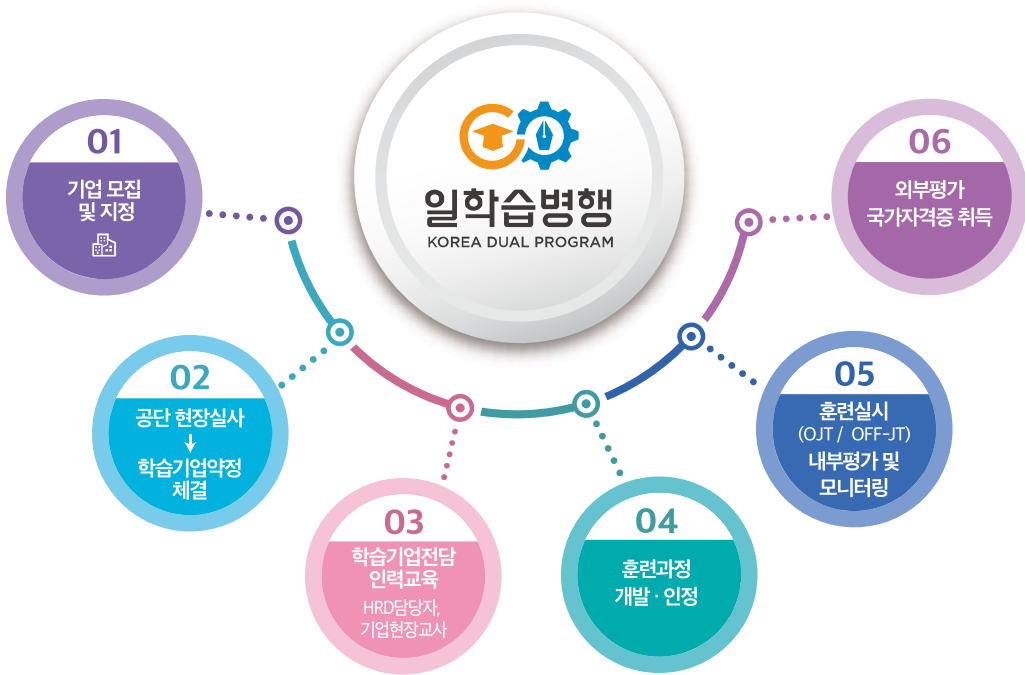 일학습병행
KOREA DUAL PROGRAM
01
기업 모집
및 지정
02
공단 현장실사
↓
학습기업약정
체결
03
학습기업전담
인력교육
HRD담당자,
기업현장교사
04
훈련과정
개발 · 인정
05
훈련실시
(OJT / OFF-JT)
내부평가 및
모니터링
06
외부평가
국가자격증 취득